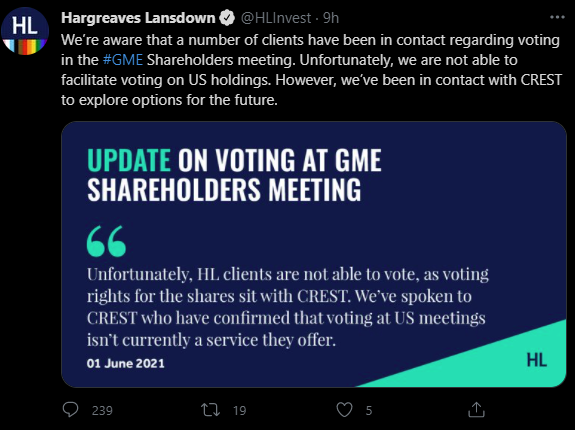 HL
Hargreaves Lansdown @HLInvest · 9h
We're aware that a number of clients have been in contact regarding voting
in the #GME Shareholders meeting. Unfortunately, we are not able to
facilitate voting on US holdings. However, we've been in contact with CREST
to explore options for the future.
UPDATE ON VOTING AT GME
SHAREHOLDERS MEETING
“
Unfortunately, HL clients are not able to vote, as voting
rights for the shares sit with CREST. We've spoken to
CREST who have confirmed that voting at US meetings
isn't currently a service they offer.
01 June 2021
HL
239 19 5